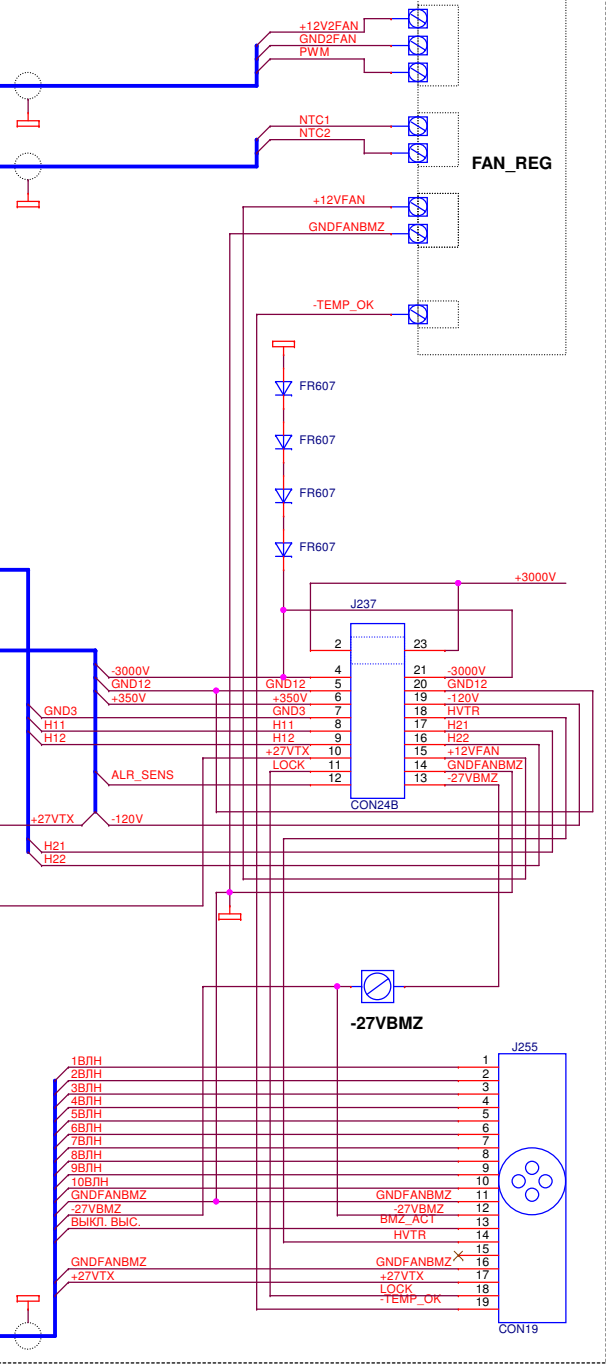 +12V2FAN
GND2FAN
PWM
NTC1
NTC2
FAN_REG
+12VFAN
GNDFANBMZ
-TEMP_OK
FR607
FR607
FR607
FR607
+3000V
J237
2 23
-3000V 4 21 -3000V
GND12 GND12 5 20 GND12
+350V +350V 6 19 -120V
GND3 GND3 7 18 HVTR
H11 H11 8 17 H21
H12 H12 9 16 H22
+27VTX 10 15 +12VFAN
LOCK 11 14 GNDFANBMZ
ALR_SENS 12 13 -27VBMZ
CON24B
+27VTX -120V
H21
H22
-27VBMZ
J255
1ВЛН 1
2ВЛН 2
3ВЛН 3
4ВЛН 4
5ВЛН 5
6ВЛН 6
7ВЛН 7
8ВЛН 8
9ВЛН 9
10ВЛН 10
GNDFANBMZ GNDFANBMZ 11
-27VBMZ -27VBMZ 12
ВЫКЛ. ВЫС. BMZ_ACT 13
HVTR 14
15
GNDFANBMZ GNDFANBMZ 16
+27VTX +27VTX 17
LOCK 18
-TEMP_OK 19
CON19